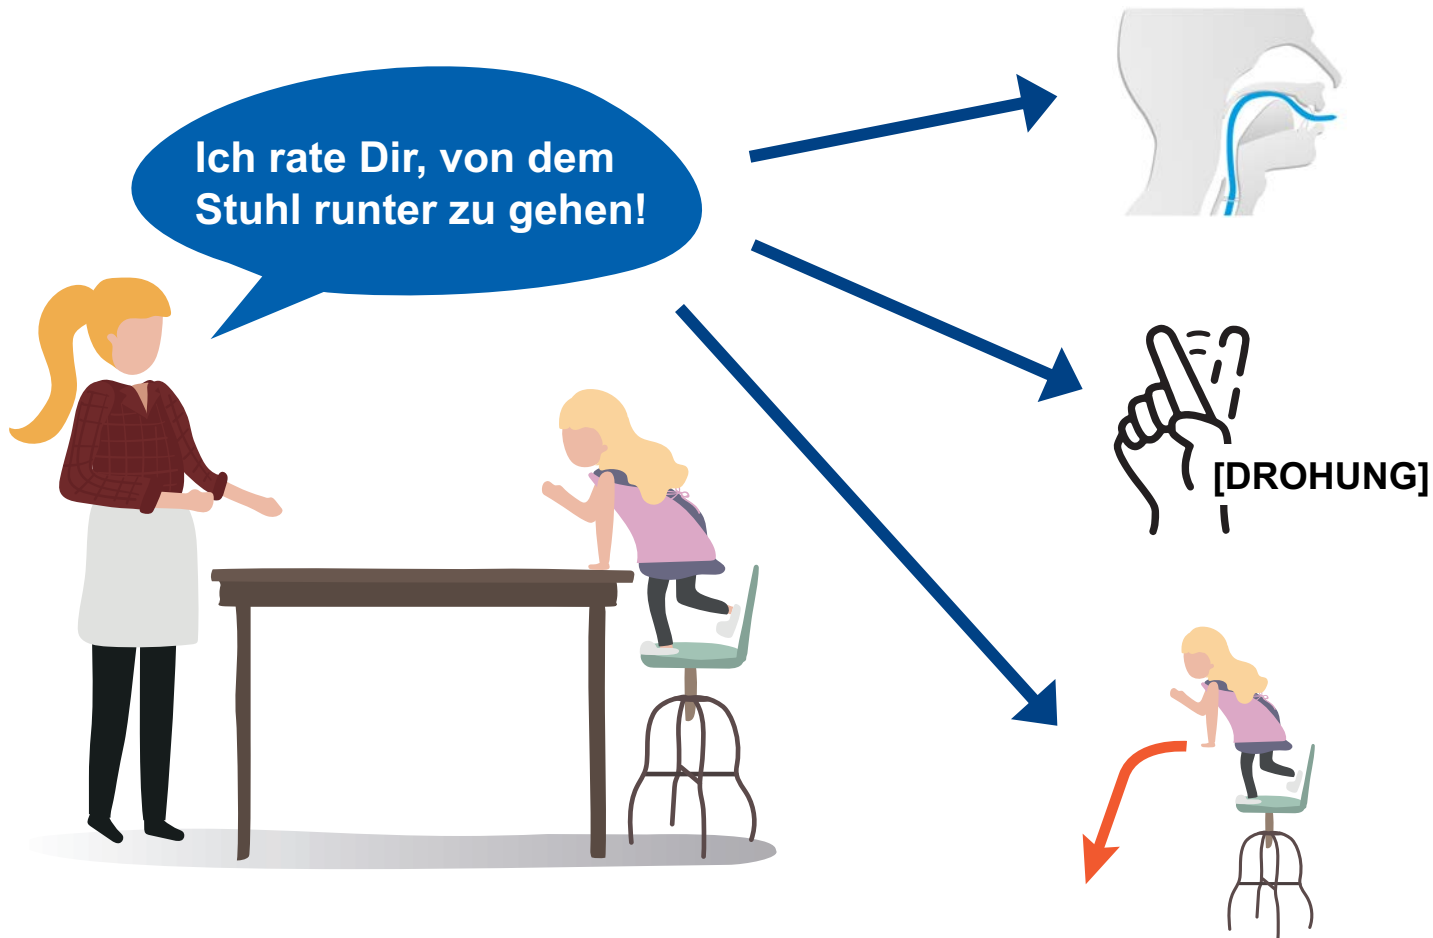 Ich rate Dir, von dem
Stuhl runter zu gehen!
[DROHUNG]